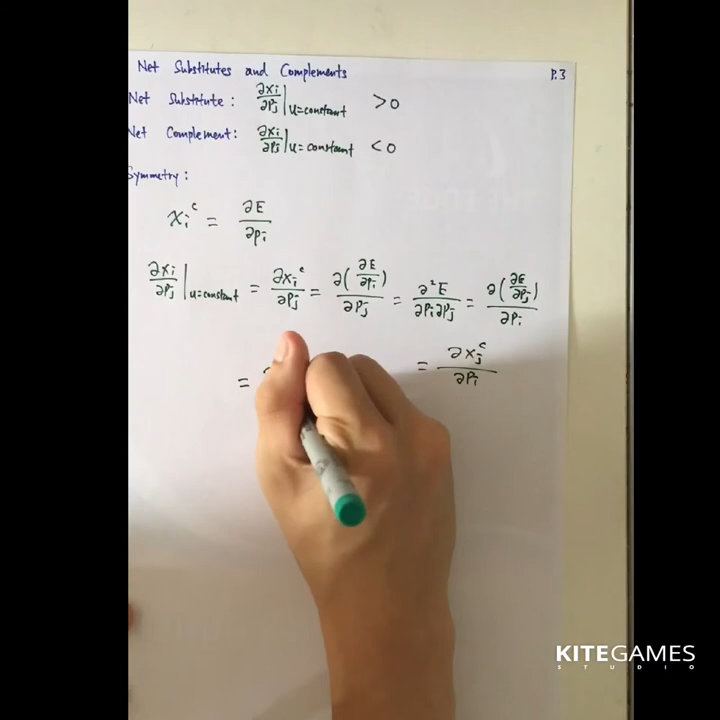 Net Substitutes and Complements P.3
Net Substitute: ∂xi/∂Pj |u=constant >0
Net Complement: ∂xi/∂Pj |u=constant <0
Symmetry:
xi^c = ∂E/∂pi
∂xi/∂Pj |u=constant = ∂xi^c/∂Pj = ∂(∂E/∂Pi)/∂Pj = ∂²E/∂Pi∂Pj = ∂(∂E/∂Pj)/∂Pi
= = ∂xj^c/∂Pi
KITEGAMES
STUDIO